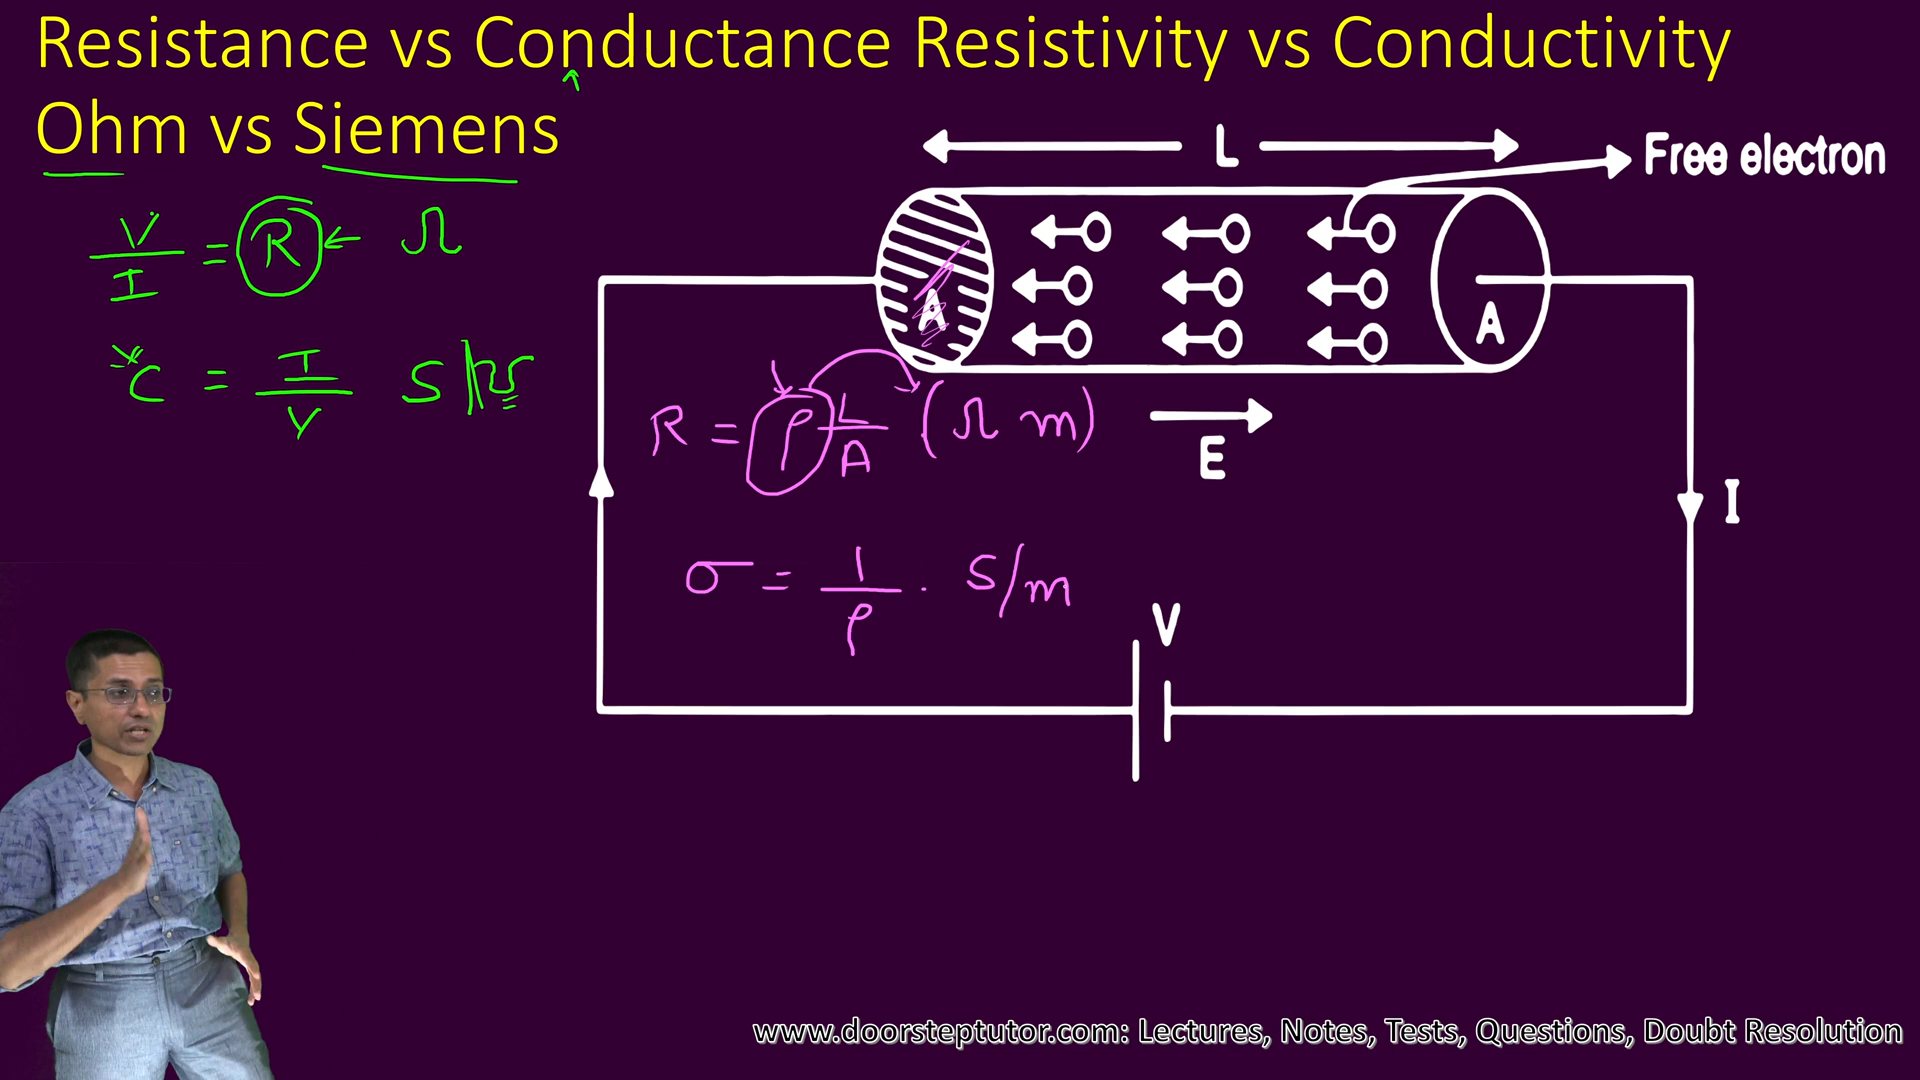 Resistance vs Conductance Resistivity vs Conductivity
Ohm vs Siemens
L
Free electron
V/I = R ← Ω
A
A
C = I/V S
R = ρ L/A (Ω m)
E
I
σ = 1/ρ . S/m
V
www.doorsteptutor.com: Lectures, Notes, Tests, Questions, Doubt Resolution